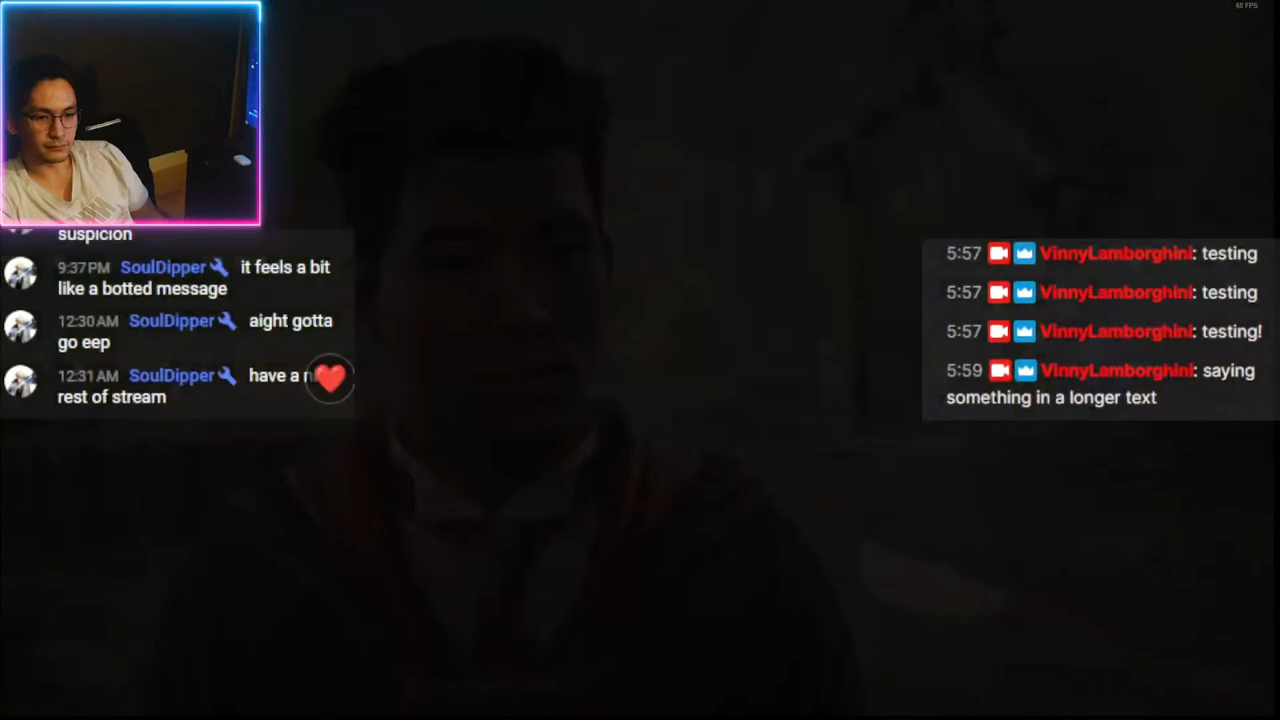 60 FPS
suspicion
9:37 PM SoulDipper it feels a bit
like a botted message
12:30 AM SoulDipper aight gotta
go eep
12:31 AM SoulDipper have a
rest of stream
5:57 VinnyLamborghini: testing
5:57 VinnyLamborghini: testing
5:57 VinnyLamborghini: testing!
5:59 VinnyLamborghini: saying
something in a longer text